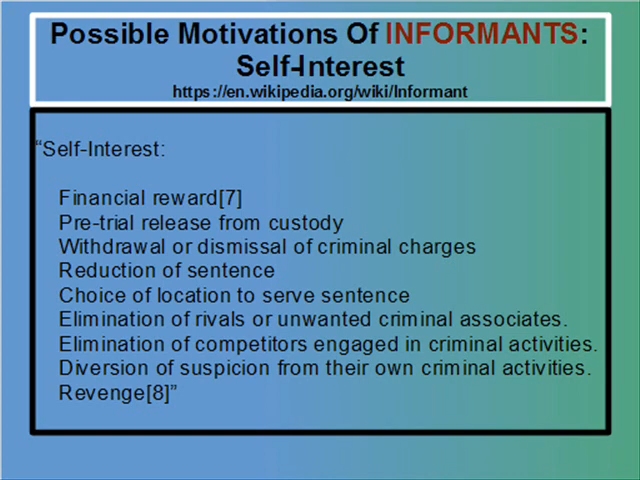 Possible Motivations Of INFORMANTS:
Self-Interest
https://en.wikipedia.org/wiki/Informant
“Self-Interest:
Financial reward[7]
Pre-trial release from custody
Withdrawal or dismissal of criminal charges
Reduction of sentence
Choice of location to serve sentence
Elimination of rivals or unwanted criminal associates.
Elimination of competitors engaged in criminal activities.
Diversion of suspicion from their own criminal activities.
Revenge[8]”